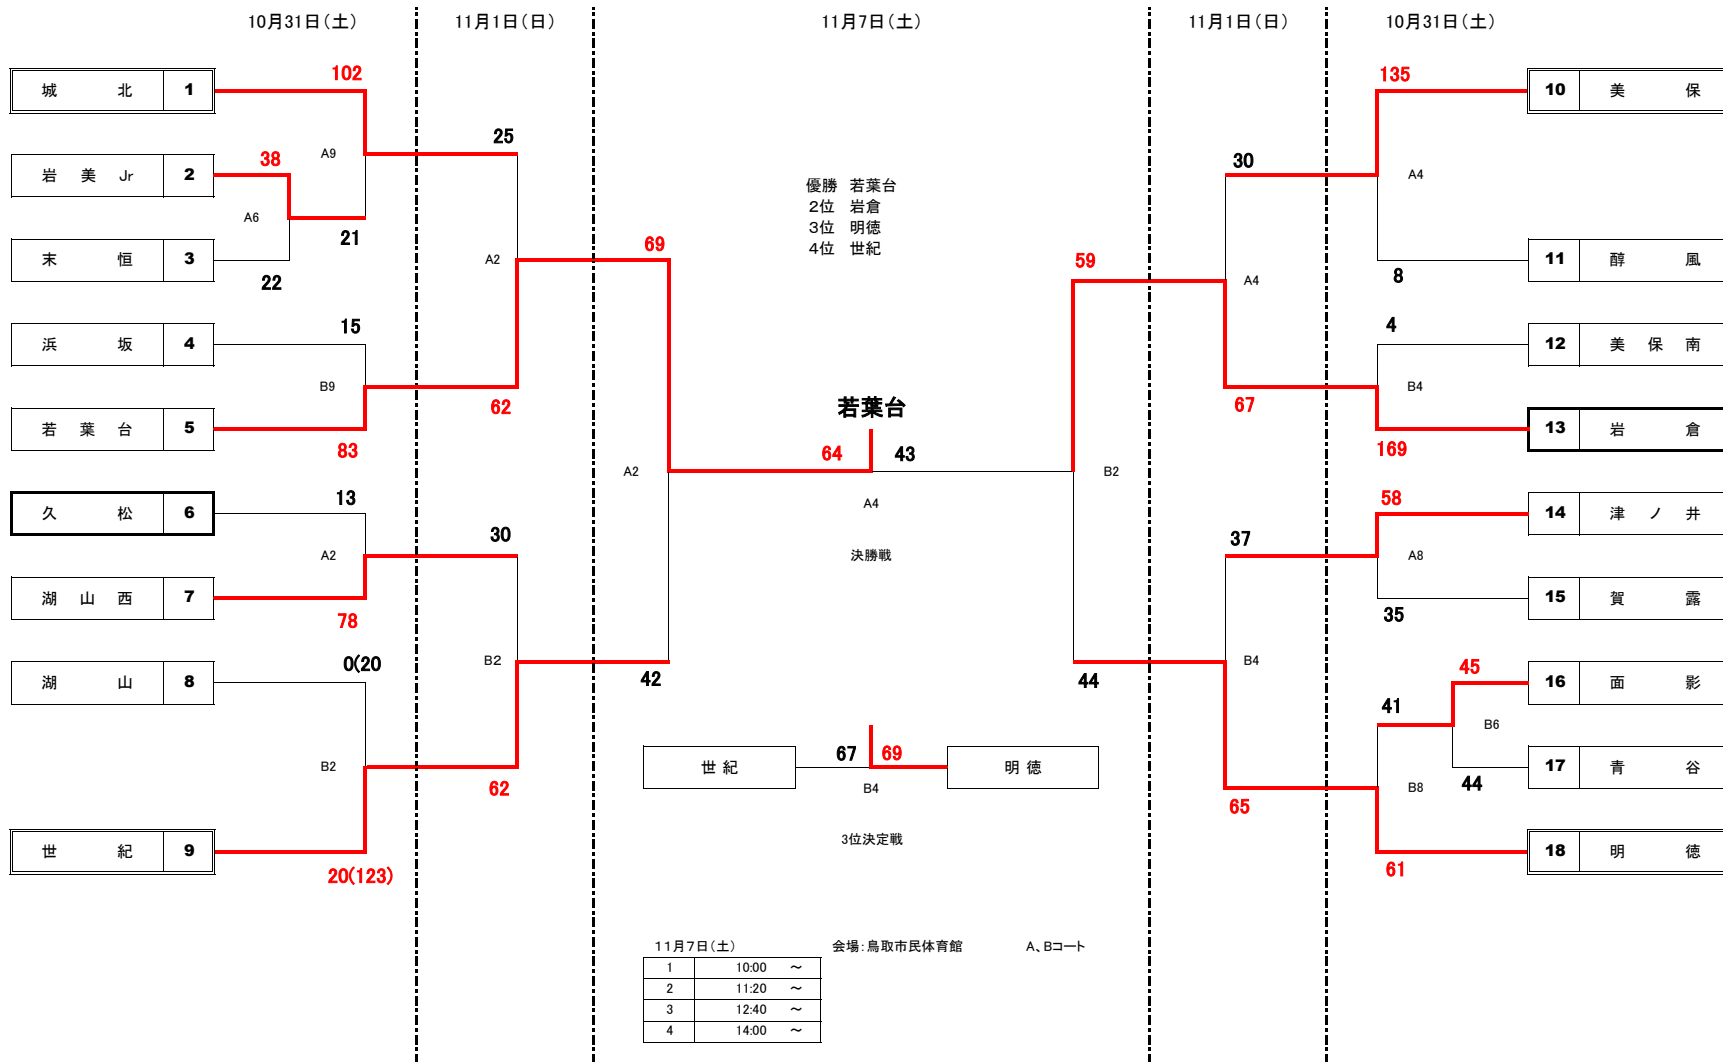 10月31日(土) 11月1日(日) 11月7日(土) 11月1日(日) 10月31日(土)
102 135
城 北 1 10 美 保
25
A9 30
岩 美 Jr 2 38 A4
優勝 若葉台
2位 岩倉
A6 3位 明徳
21 69 4位 世紀
末 恒 3 A2 59 11 醇 風
22 A4 8
15 4
浜 坂 4 12 美 保 南
B9 B4
62 若葉台 67
若 葉 台 5 13 岩 倉
83 64 43 169
A2 B2
13 58
久 松 6 A4 14 津 ノ 井
30 37
A2 決勝戦 A8
湖 山 西 7 15 賀 露
78 35
0(20 B2 B4 45
湖 山 8 42 44 16 面 影
41
B6
67 69
B2 世 紀 明 徳 17 青 谷
62 B4 44 B8
65
3位決定戦
世 紀 9 18 明 徳
20(123) 61
11月7日(土) 会場:鳥取市民体育館 A、Bコート
1 10:00 ～
2 11:20 ～
3 12:40 ～
4 14:00 ～